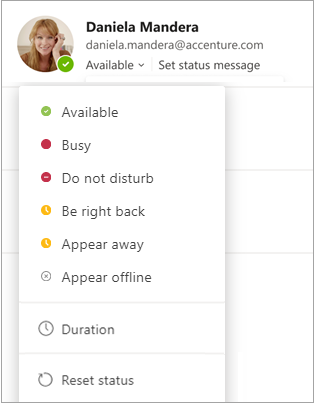 Daniela Mandera
daniela.mandera@accenture.com
Available Set status message
Available
Busy
Do not disturb
Be right back
Appear away
Appear offline
Duration
Reset status